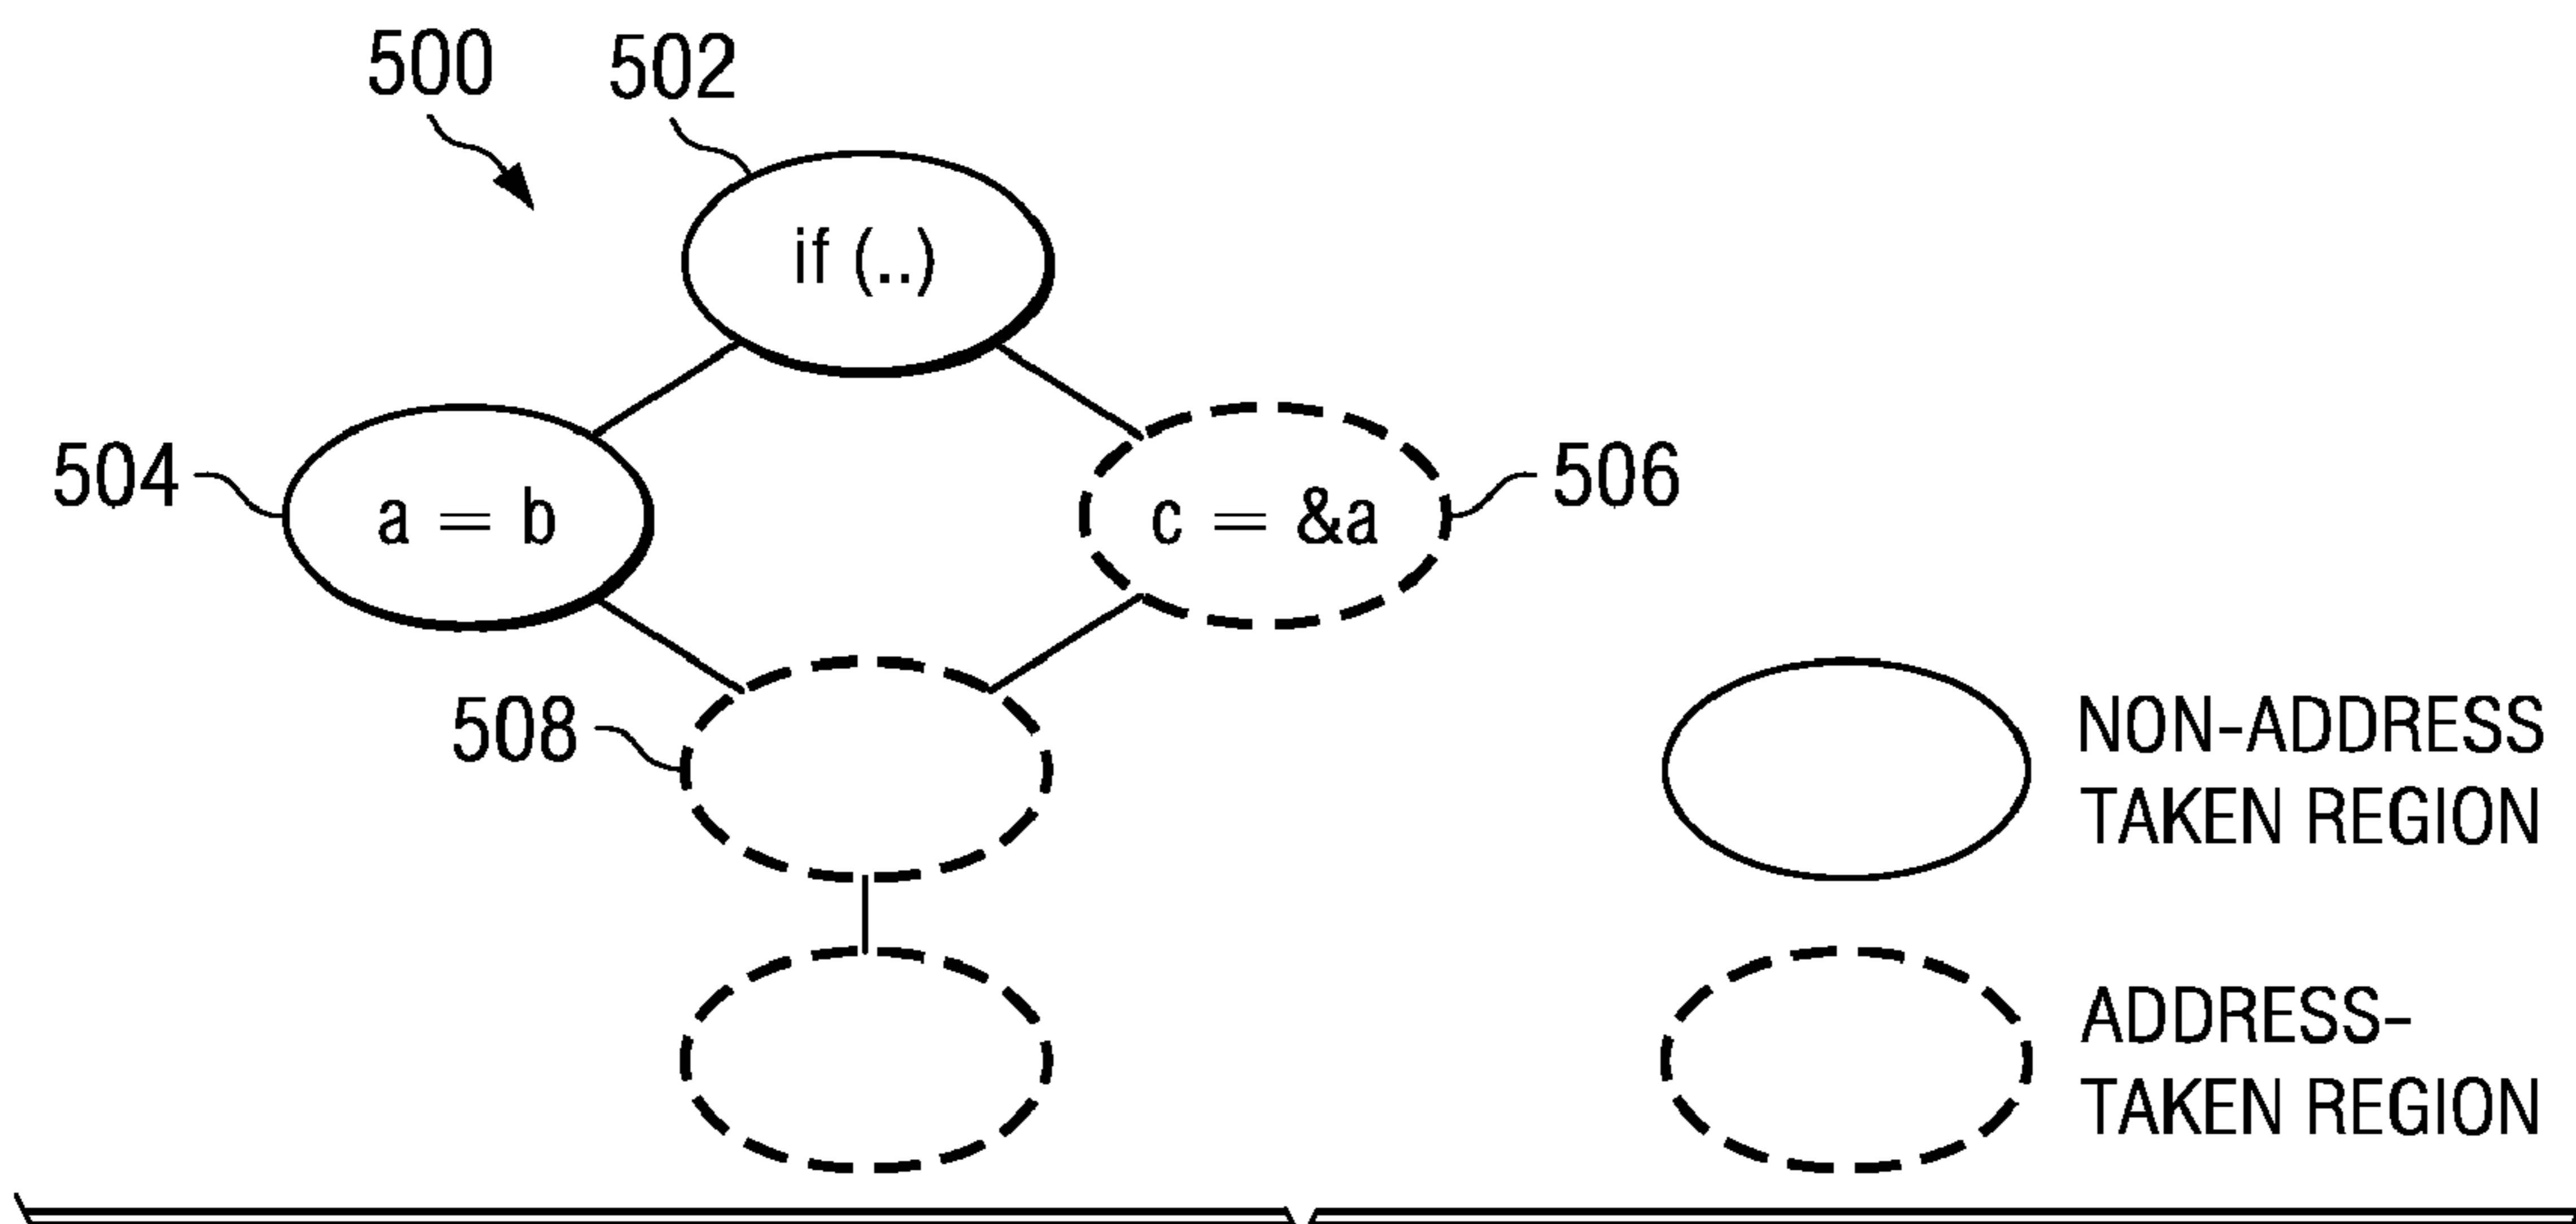 500
502
if (..)
504
a = b
c = &a
506
508
NON-ADDRESS
TAKEN REGION
ADDRESS-
TAKEN REGION